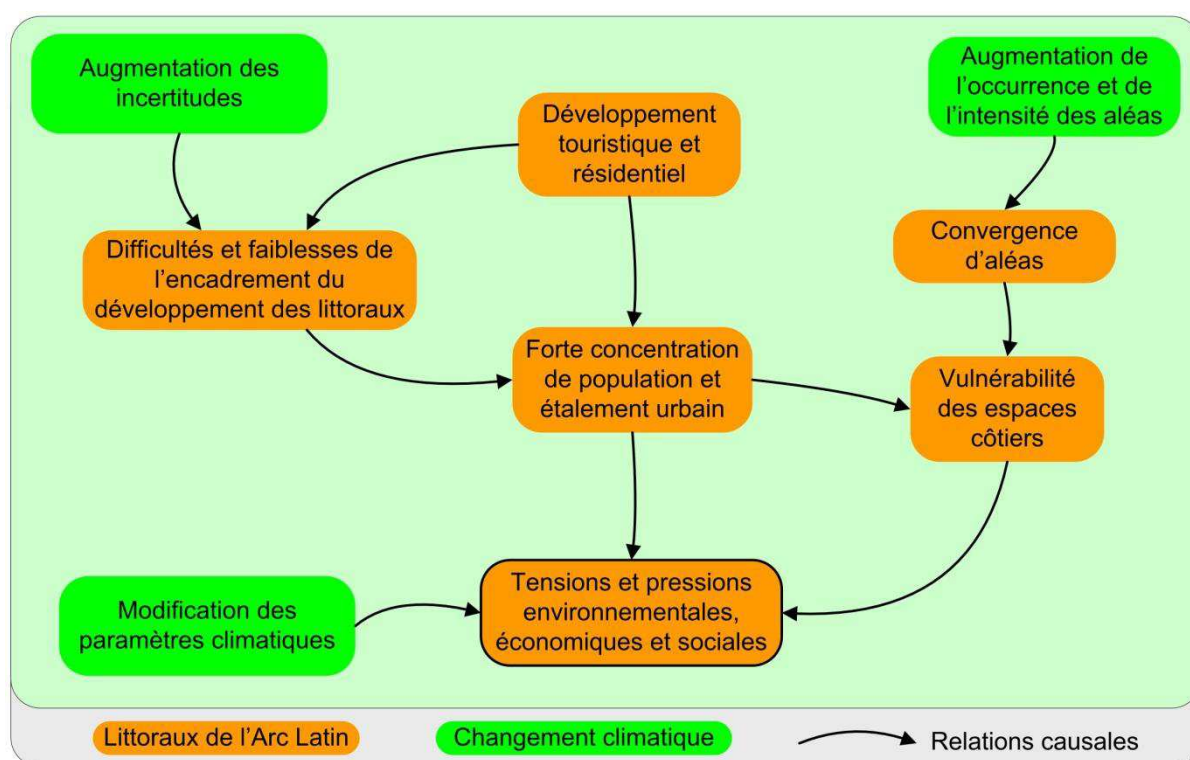 Augmentation des
incertitudes
Développement
touristique et
résidentiel
Augmentation de
l’occurrence et de
l’intensité des aléas
Difficultés et faiblesses de
l’encadrement du
développement des littoraux
Convergence
d’aléas
Forte concentration
de population et
étalement urbain
Vulnérabilité
des espaces
côtiers
Modification des
paramètres climatiques
Tensions et pressions
environnementales,
économiques et sociales
Littoraux de l’Arc Latin
Changement climatique
Relations causales